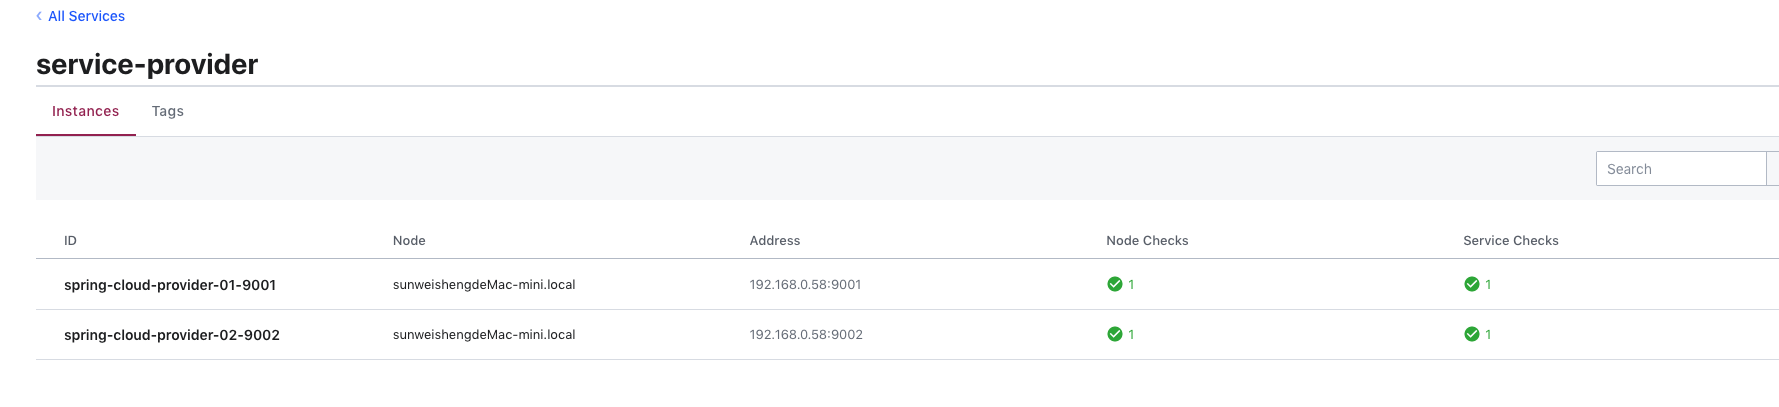 ‹ All Services
service-provider
Instances Tags
Search
ID Node Address Node Checks Service Checks
spring-cloud-provider-01-9001 sunweishengdeMac-mini.local 192.168.0.58:9001 1 1
spring-cloud-provider-02-9002 sunweishengdeMac-mini.local 192.168.0.58:9002 1 1